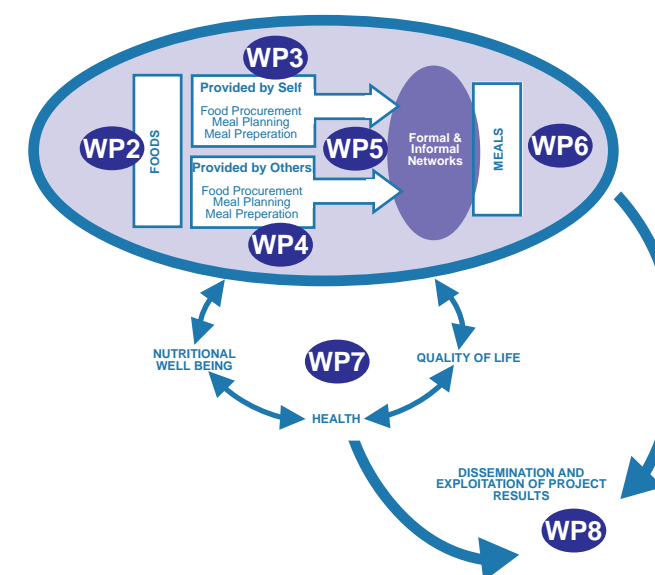 WP3
Provided by Self
Food Procurement
Meal Planning
Meal Preperation
WP2
FOODS
WP5
Formal &
Informal
Networks
MEALS
WP6
Provided by Others
Food Procurement
Meal Planning
Meal Preperation
WP4
NUTRITIONAL
WELL BEING
WP7
QUALITY OF LIFE
HEALTH
DISSEMINATION AND
EXPLOITATION OF PROJECT
RESULTS
WP8